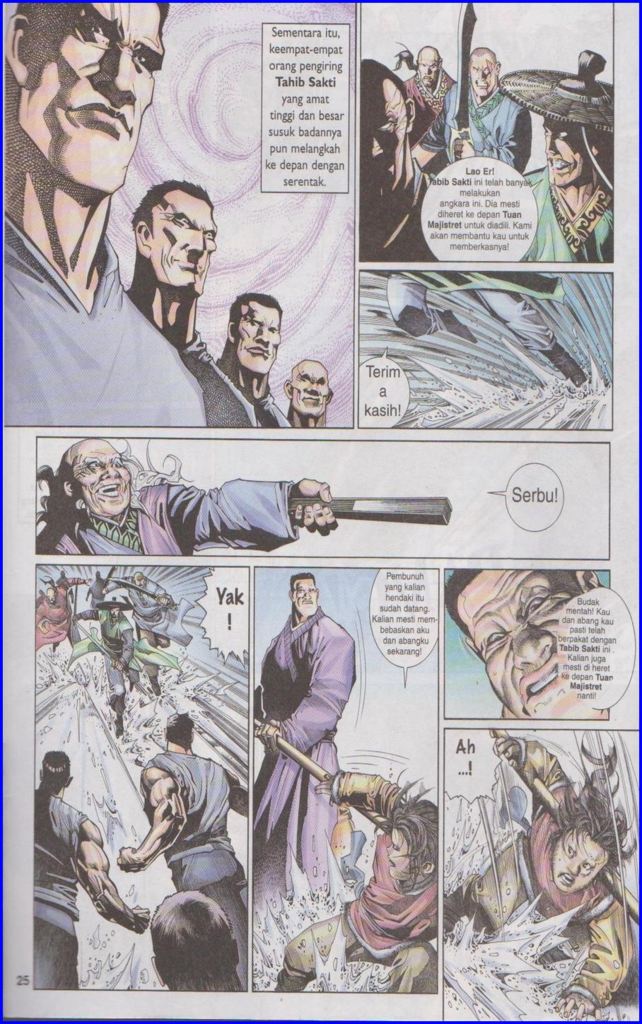 Sementara itu,
keempat-empat
orang pengiring
Tahib Sakti
yang amat
tinggi dan besar
susuk badannya
pun melangkah
ke depan dengan
serentak.
Lao Er!
Tabib Sakti ini telah banyak
melakukan
angkara ini. Dia mesti
diheret ke depan Tuan
Majistret untuk diadili. Kami
akan membantu kau untuk
memberkasnya!
Terim
a
kasih!
Serbu!
Yak
!
Pembunuh
yang kalian
hendaki itu
sudah datang.
Kalian mesti mem-
bebaskan aku
dan abangku
sekarang!
Budak
mentah! Kau
dan abang kau
pasti telah
berpakat dengan
Tabib Sakti ini .
Kalian juga
mesti di heret
ke depan Tuan
Majistret
nanti!
Ah
...!
25